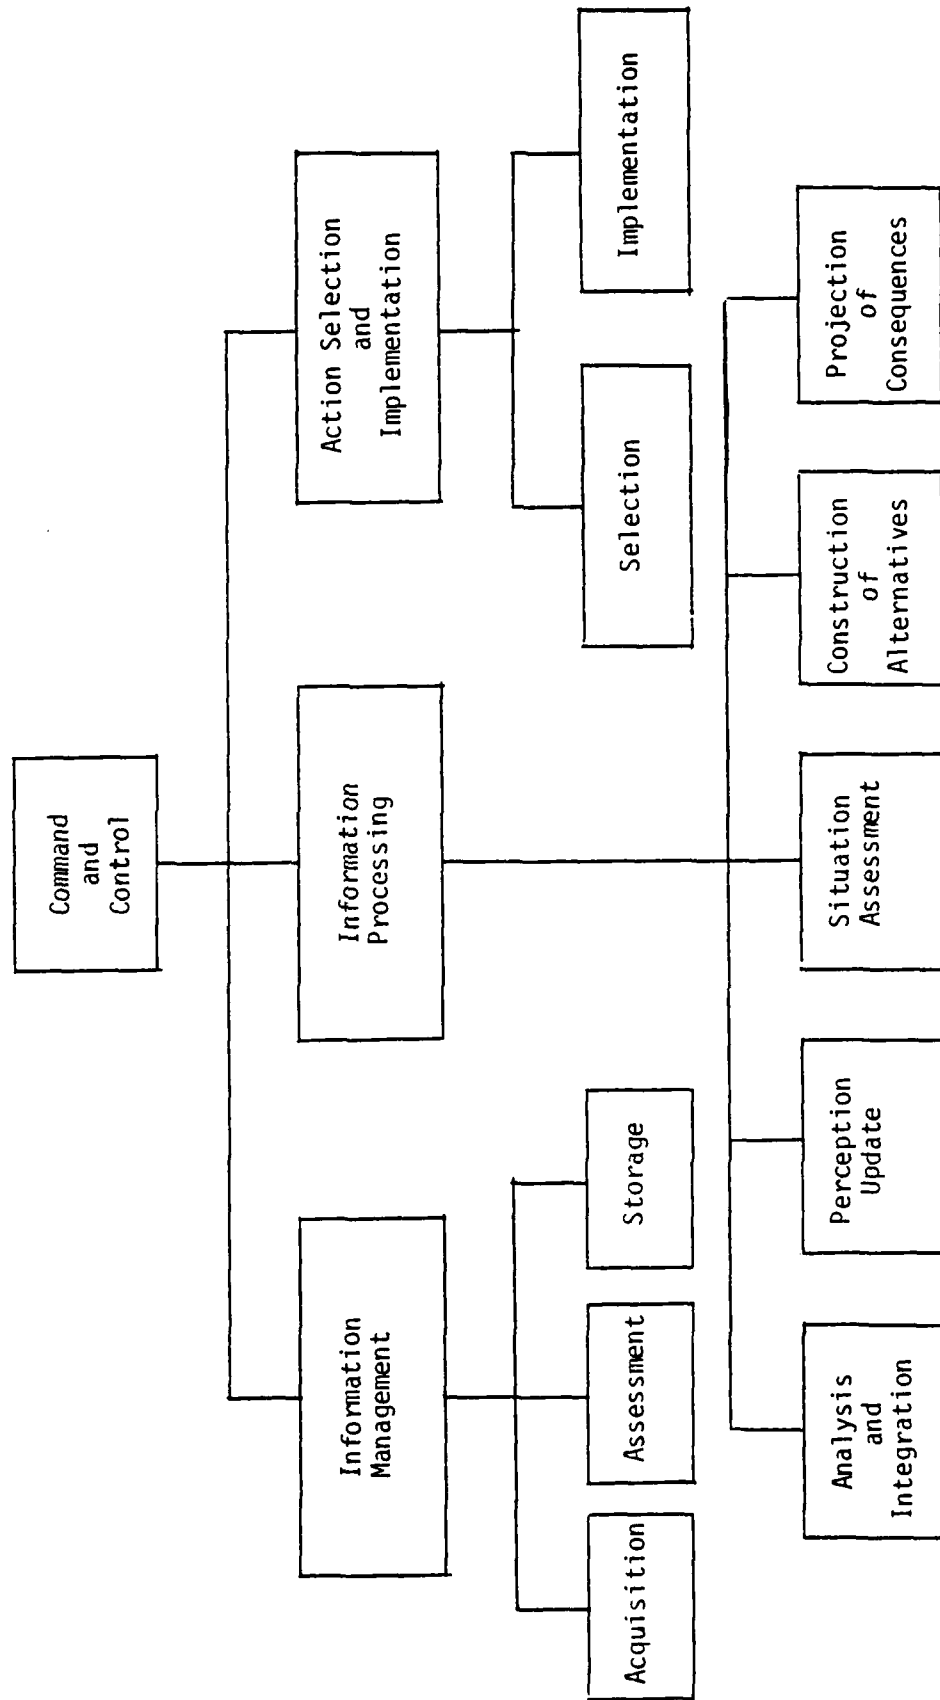 Command
and
Control
Information
Management
Information
Processing
Action Selection
and
Implementation
Acquisition
Assessment
Storage
Selection
Implementation
Analysis
and
Integration
Perception
Update
Situation
Assessment
Construction
of
Alternatives
Projection
of
Consequences